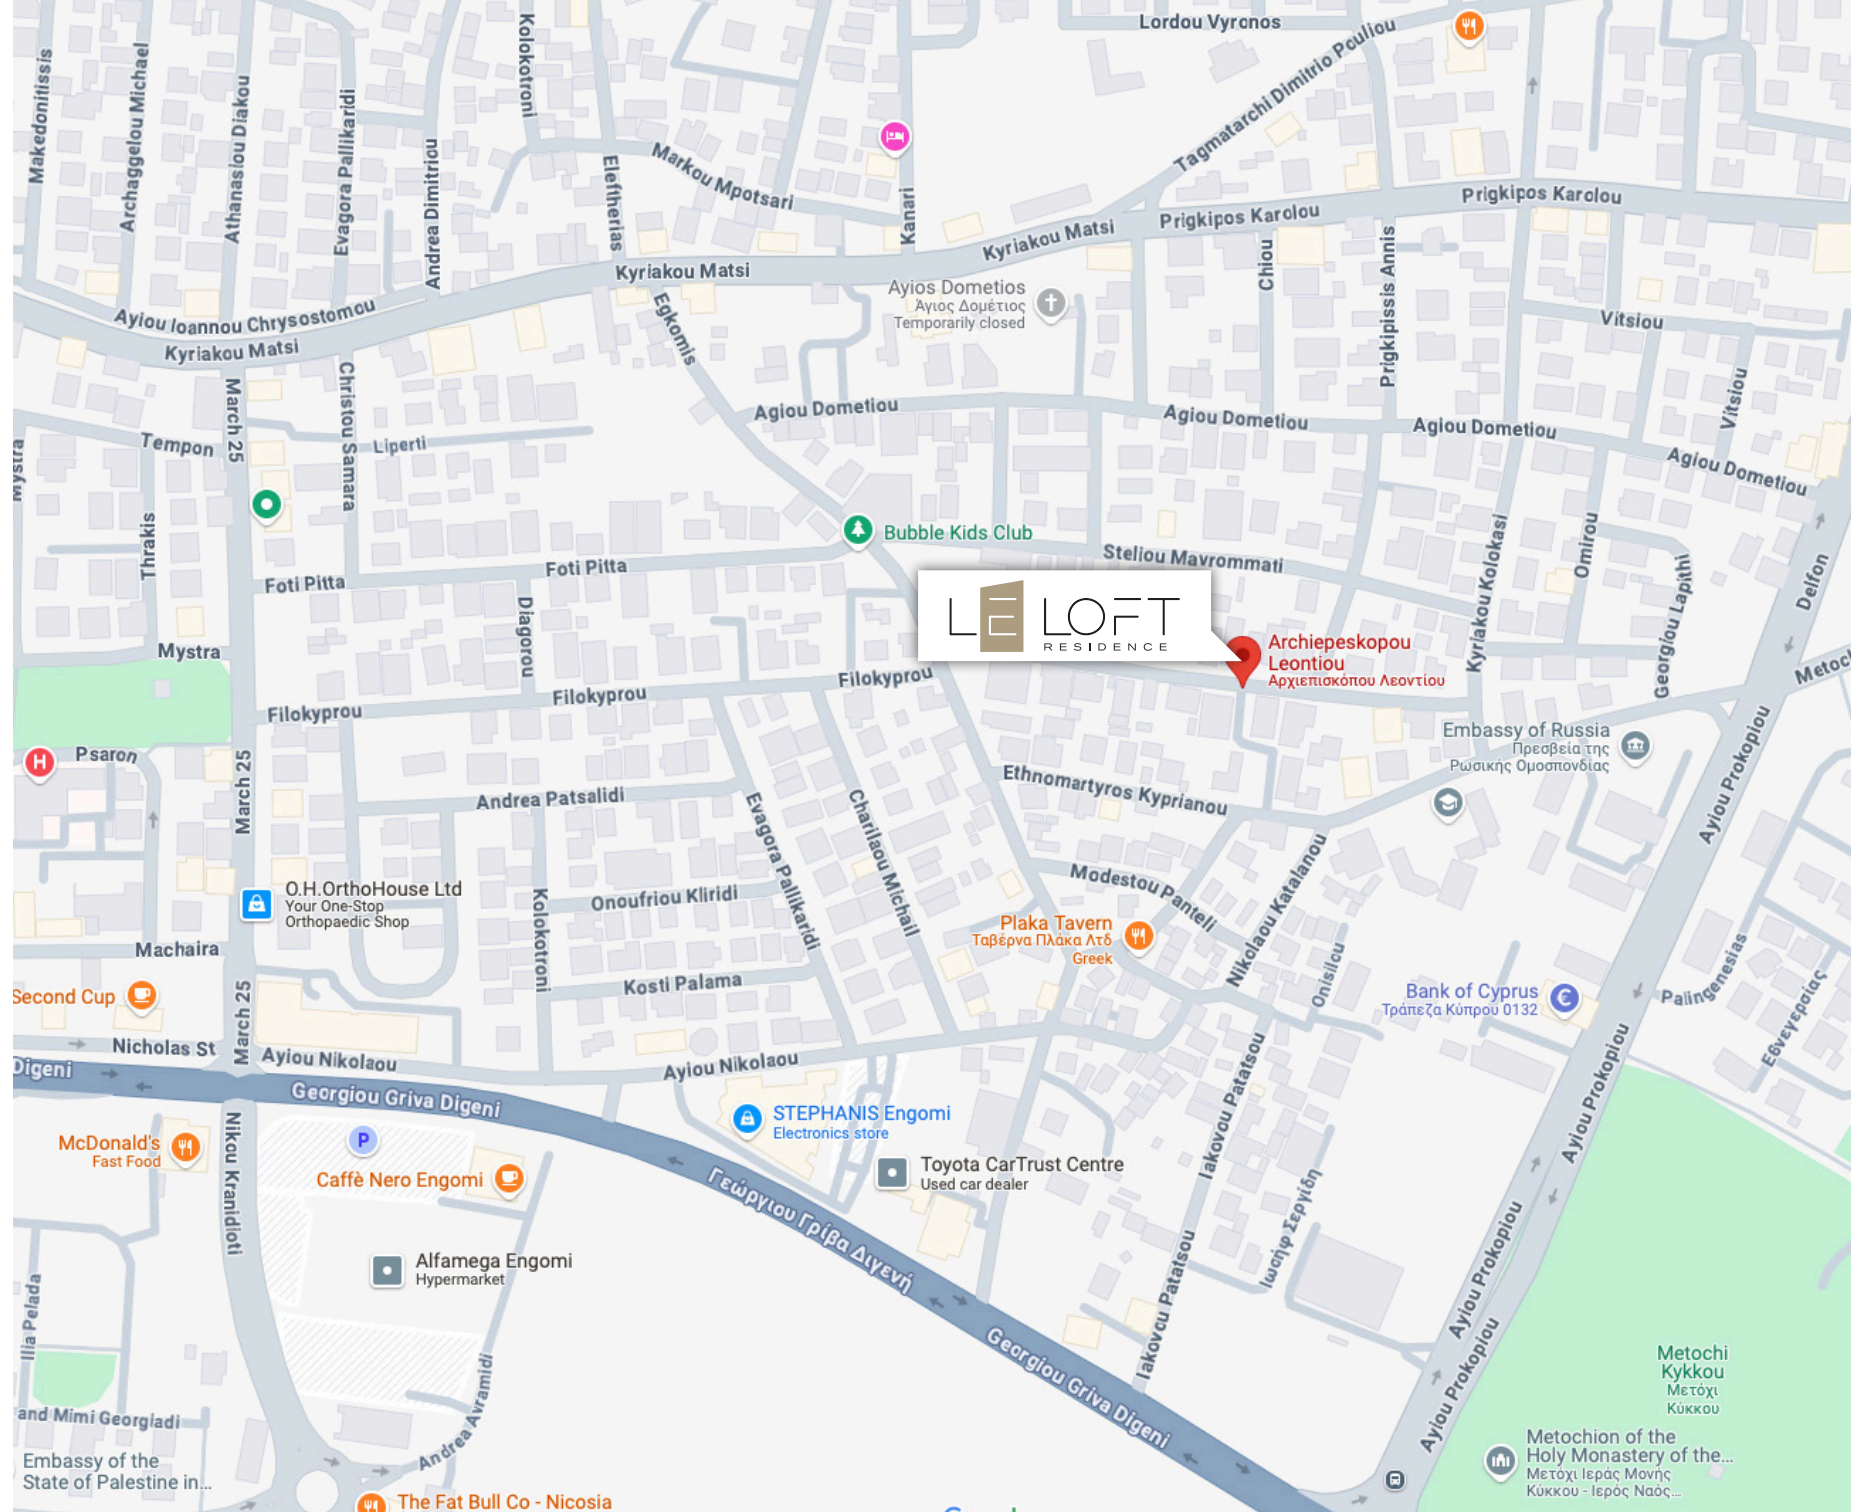 Lordou Vyronos
Tagmatarchi Dimitrio Pouliou
Makedonitissis
Archaggelou Michael
Athanasiou Diakou
Evagora Pallikaridi
Andrea Dimitriou
Kolokotroni
Eleftherias
Markou Mpotsari
Kanari
Prigkipos Karolou
Prigkipos Karolou
Kyriakou Matsi
Kyriakou Matsi
Chiou
Prigkipissis Annis
Ayios Dometios
Άγιος Δομέτιος
Temporarily closed
Egkomis
Ayiou Ioannou Chrysostomou
Kyriakou Matsi
Vitsiou
Vitsiou
March 25
Christou Samara
Agiou Dometiou
Agiou Dometiou
Agiou Dometiou
Agiou Dometiou
Tempon
Liperti
Mystra
Thrakis
Bubble Kids Club
Steliou Mavrommati
Kyriakou Kolokasi
Omirou
Georgiou Lapithi
Delfon
Foti Pitta
Foti Pitta
Diagorou
LE LOFT
RESIDENCE
Archiepeskopou
Leontiou
Αρχιεπισκόπου Λεοντίου
Mystra
Filokyprou
Filokyprou
Filokyprou
Metoch
Embassy of Russia
Πρεσβεία της
Ρωσικής Ομοσπονδίας
Ayiou Prokopiou
Psaron
H
March 25
Andrea Patsalidi
Evagora Pallikaridi
Charilaou Michail
Ethnomartyros Kyprianou
Modestou Panteli
Nikolaou Katalanou
O.H.OrthoHouse Ltd
Your One-Stop
Orthopaedic Shop
Kolokotroni
Onoufriou Kliridi
Plaka Tavern
Ταβέρνα Πλάκα Λτδ
Greek
Onisilou
Machaira
Kosti Palama
Second Cup
March 25
Bank of Cyprus
Τράπεζα Κύπρου 0132
Palingenesias
Εθνεγερσίας
Nicholas St
Ayiou Nikolaou
Ayiou Nikolaou
Digeni
Georgiou Griva Digeni
Iakovou Patatsou
Ayiou Prokopiou
McDonald's
Fast Food
Nikou Kranidioti
P
Caffè Nero Engomi
STEPHANIS Engomi
Electronics store
Toyota CarTrust Centre
Used car dealer
Γεώργιου Γρίβα Διγενή
Ιωσήφ Σεργίδη
Iakovou Patatsou
Ayiou Prokopiou
Alfamega Engomi
Hypermarket
Ilia Pelada
Georgiou Griva Digeni
Ayiou Prokopiou
Metochi
Kykkou
Μετόχι
Κύκκου
and Mimi Georgiadi
Andrea Avramidi
Embassy of the
State of Palestine in...
Metochion of the
Holy Monastery of the...
Μετόχι Ιεράς Μονής
Κύκκου - Ιερός Ναός...
The Fat Bull Co - Nicosia